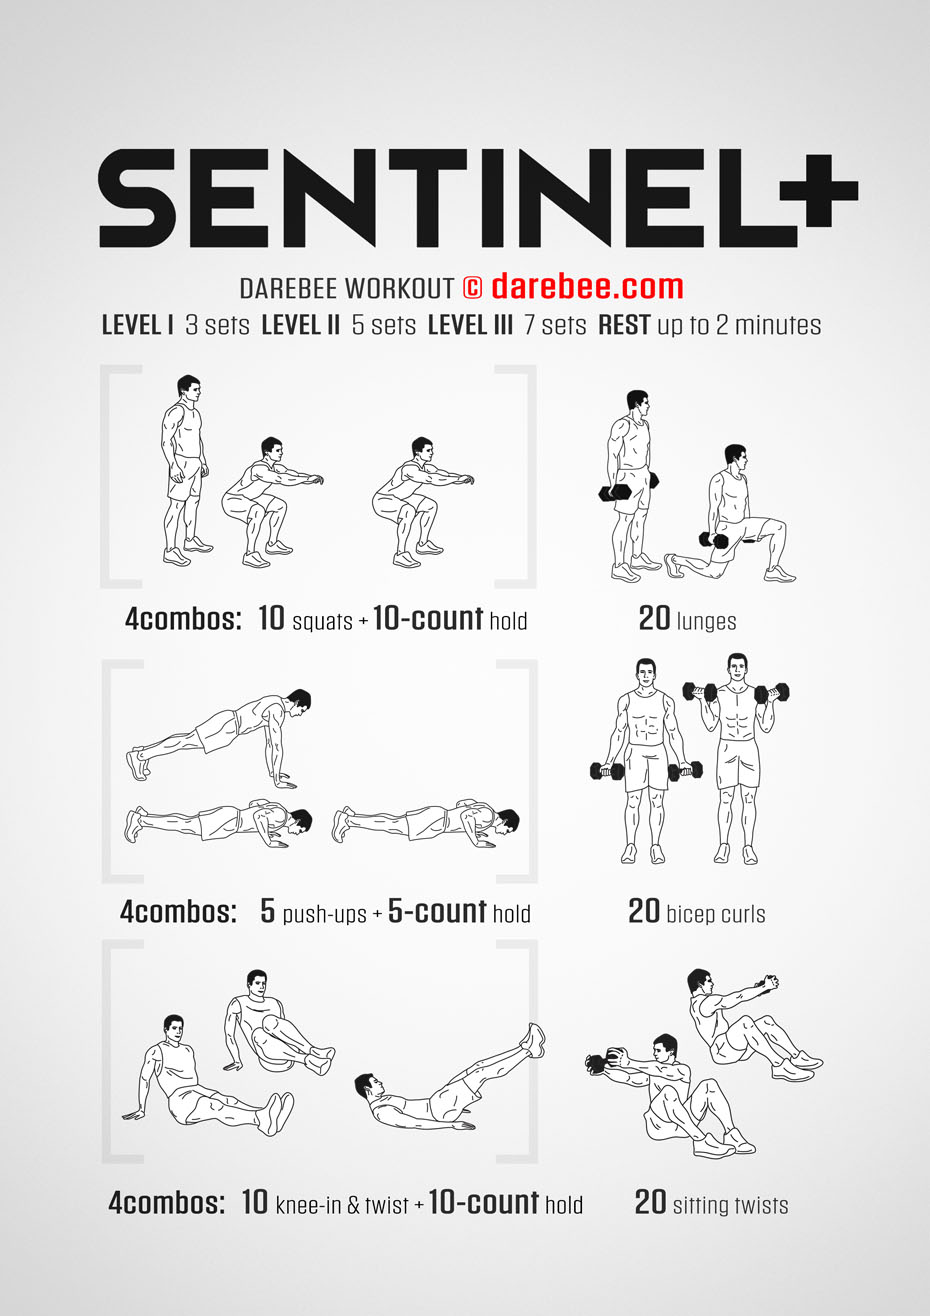 SENTINEL+
DAREBEE WORKOUT © darebee.com
LEVEL I 3 sets LEVEL II 5 sets LEVEL III 7 sets REST up to 2 minutes
4combos: 10 squats + 10-count hold
20 lunges
4combos: 5 push-ups + 5-count hold
20 bicep curls
4combos: 10 knee-in & twist + 10-count hold
20 sitting twists